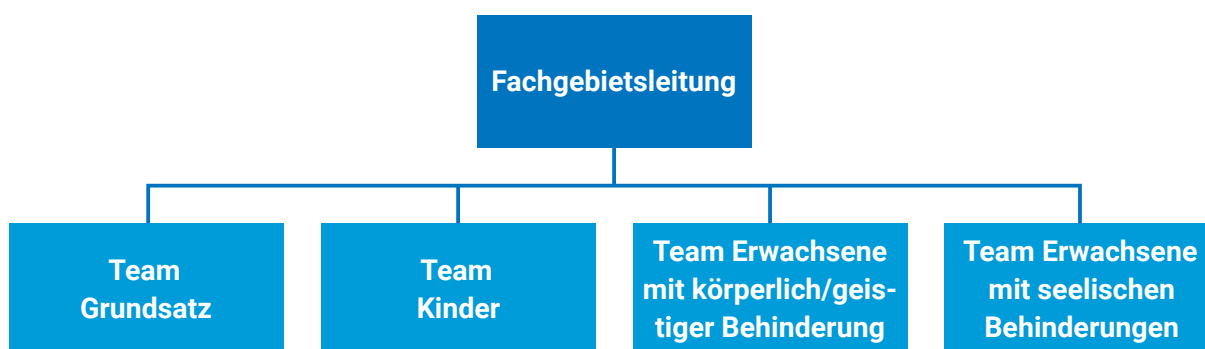 Fachgebietsleitung
Team
Grundsatz
Team
Kinder
Team Erwachsene
mit körperlich/geis-
tiger Behinderung
Team Erwachsene
mit seelischen
Behinderungen